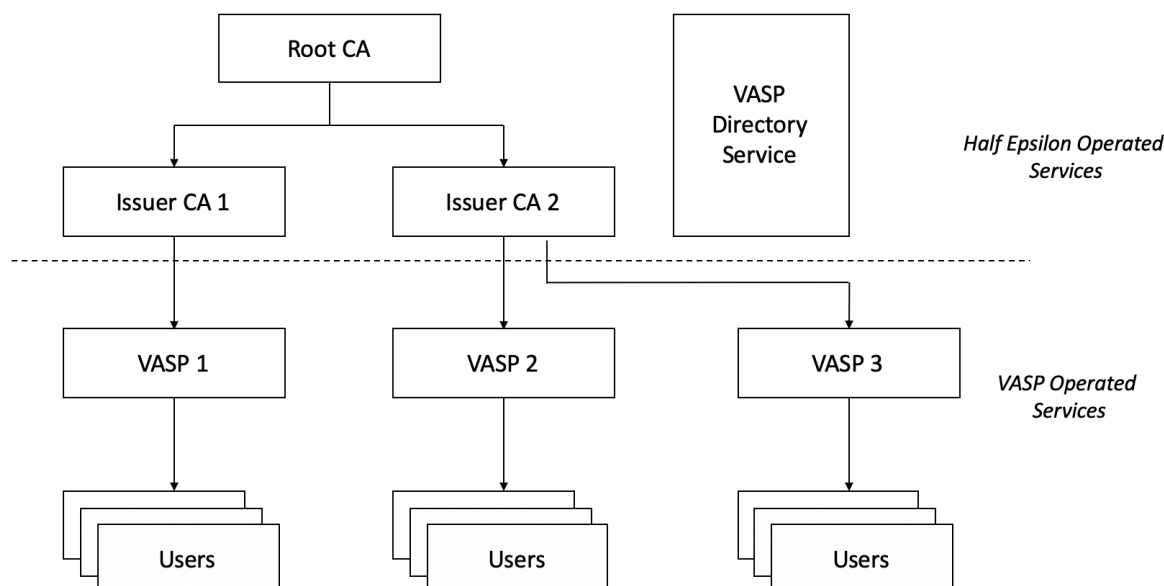 Root CA
VASP
Directory
Service
Half Epsilon Operated
Services
Issuer CA 1
Issuer CA 2
VASP 1
VASP 2
VASP 3
VASP Operated
Services
Users
Users
Users